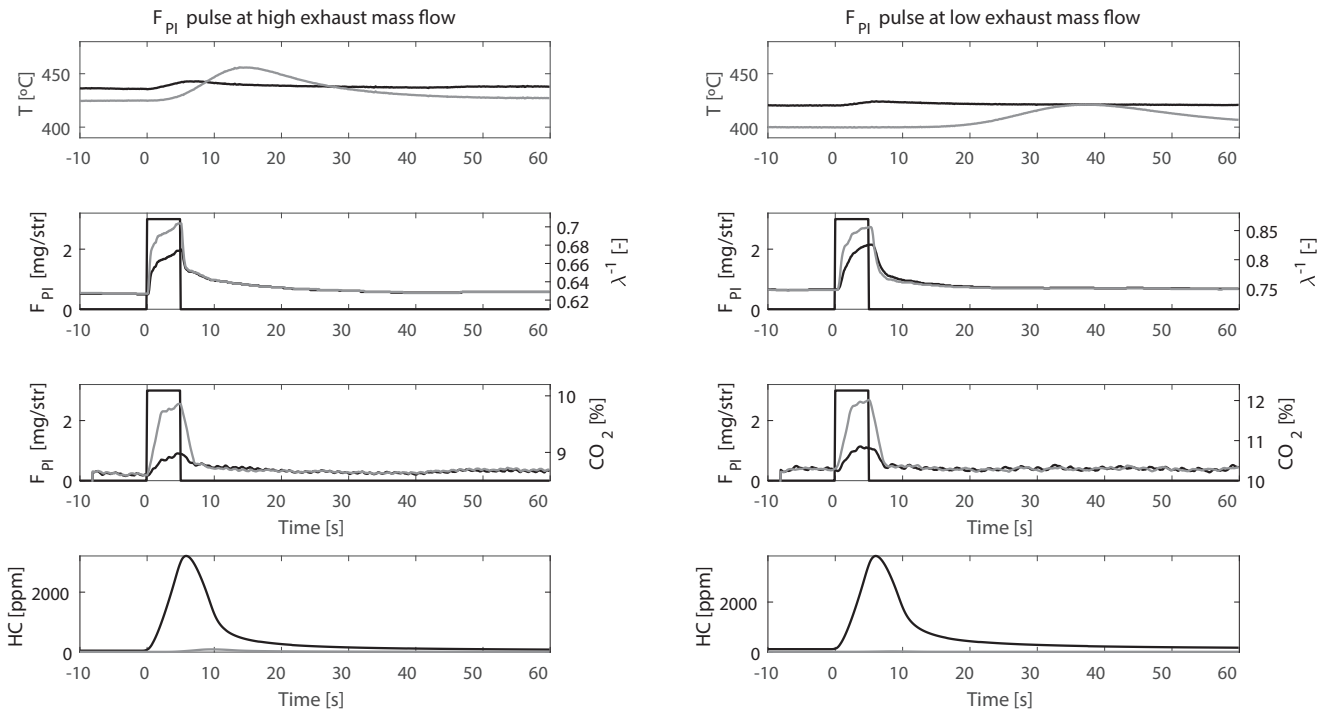 F_PI pulse at high exhaust mass flow
T [ºC]
450
400
-10 0 10 20 30 40 50 60
F_PI [mg/str]
2
0
0.7
0.68
0.66
0.64
0.62
λ⁻¹ [-]
-10 0 10 20 30 40 50 60
F_PI [mg/str]
2
0
10
9
CO₂ [%]
-10 0 10 20 30 40 50 60
Time [s]
HC [ppm]
2000
0
-10 0 10 20 30 40 50 60
Time [s]
F_PI pulse at low exhaust mass flow
T [ºC]
450
400
-10 0 10 20 30 40 50 60
F_PI [mg/str]
2
0
0.85
0.8
0.75
λ⁻¹ [-]
-10 0 10 20 30 40 50 60
F_PI [mg/str]
2
0
12
11
10
CO₂ [%]
-10 0 10 20 30 40 50 60
Time [s]
HC [ppm]
2000
0
-10 0 10 20 30 40 50 60
Time [s]